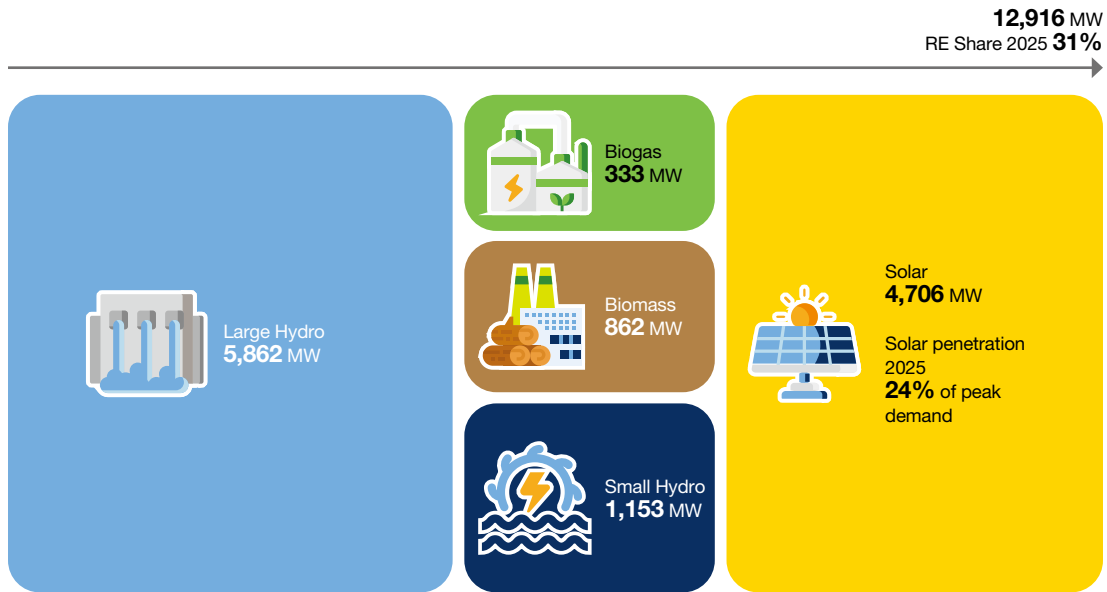 12,916 MW
RE Share 2025 31%
Large Hydro
5,862 MW
Biogas
333 MW
Biomass
862 MW
Small Hydro
1,153 MW
Solar
4,706 MW
Solar penetration
2025
24% of peak
demand